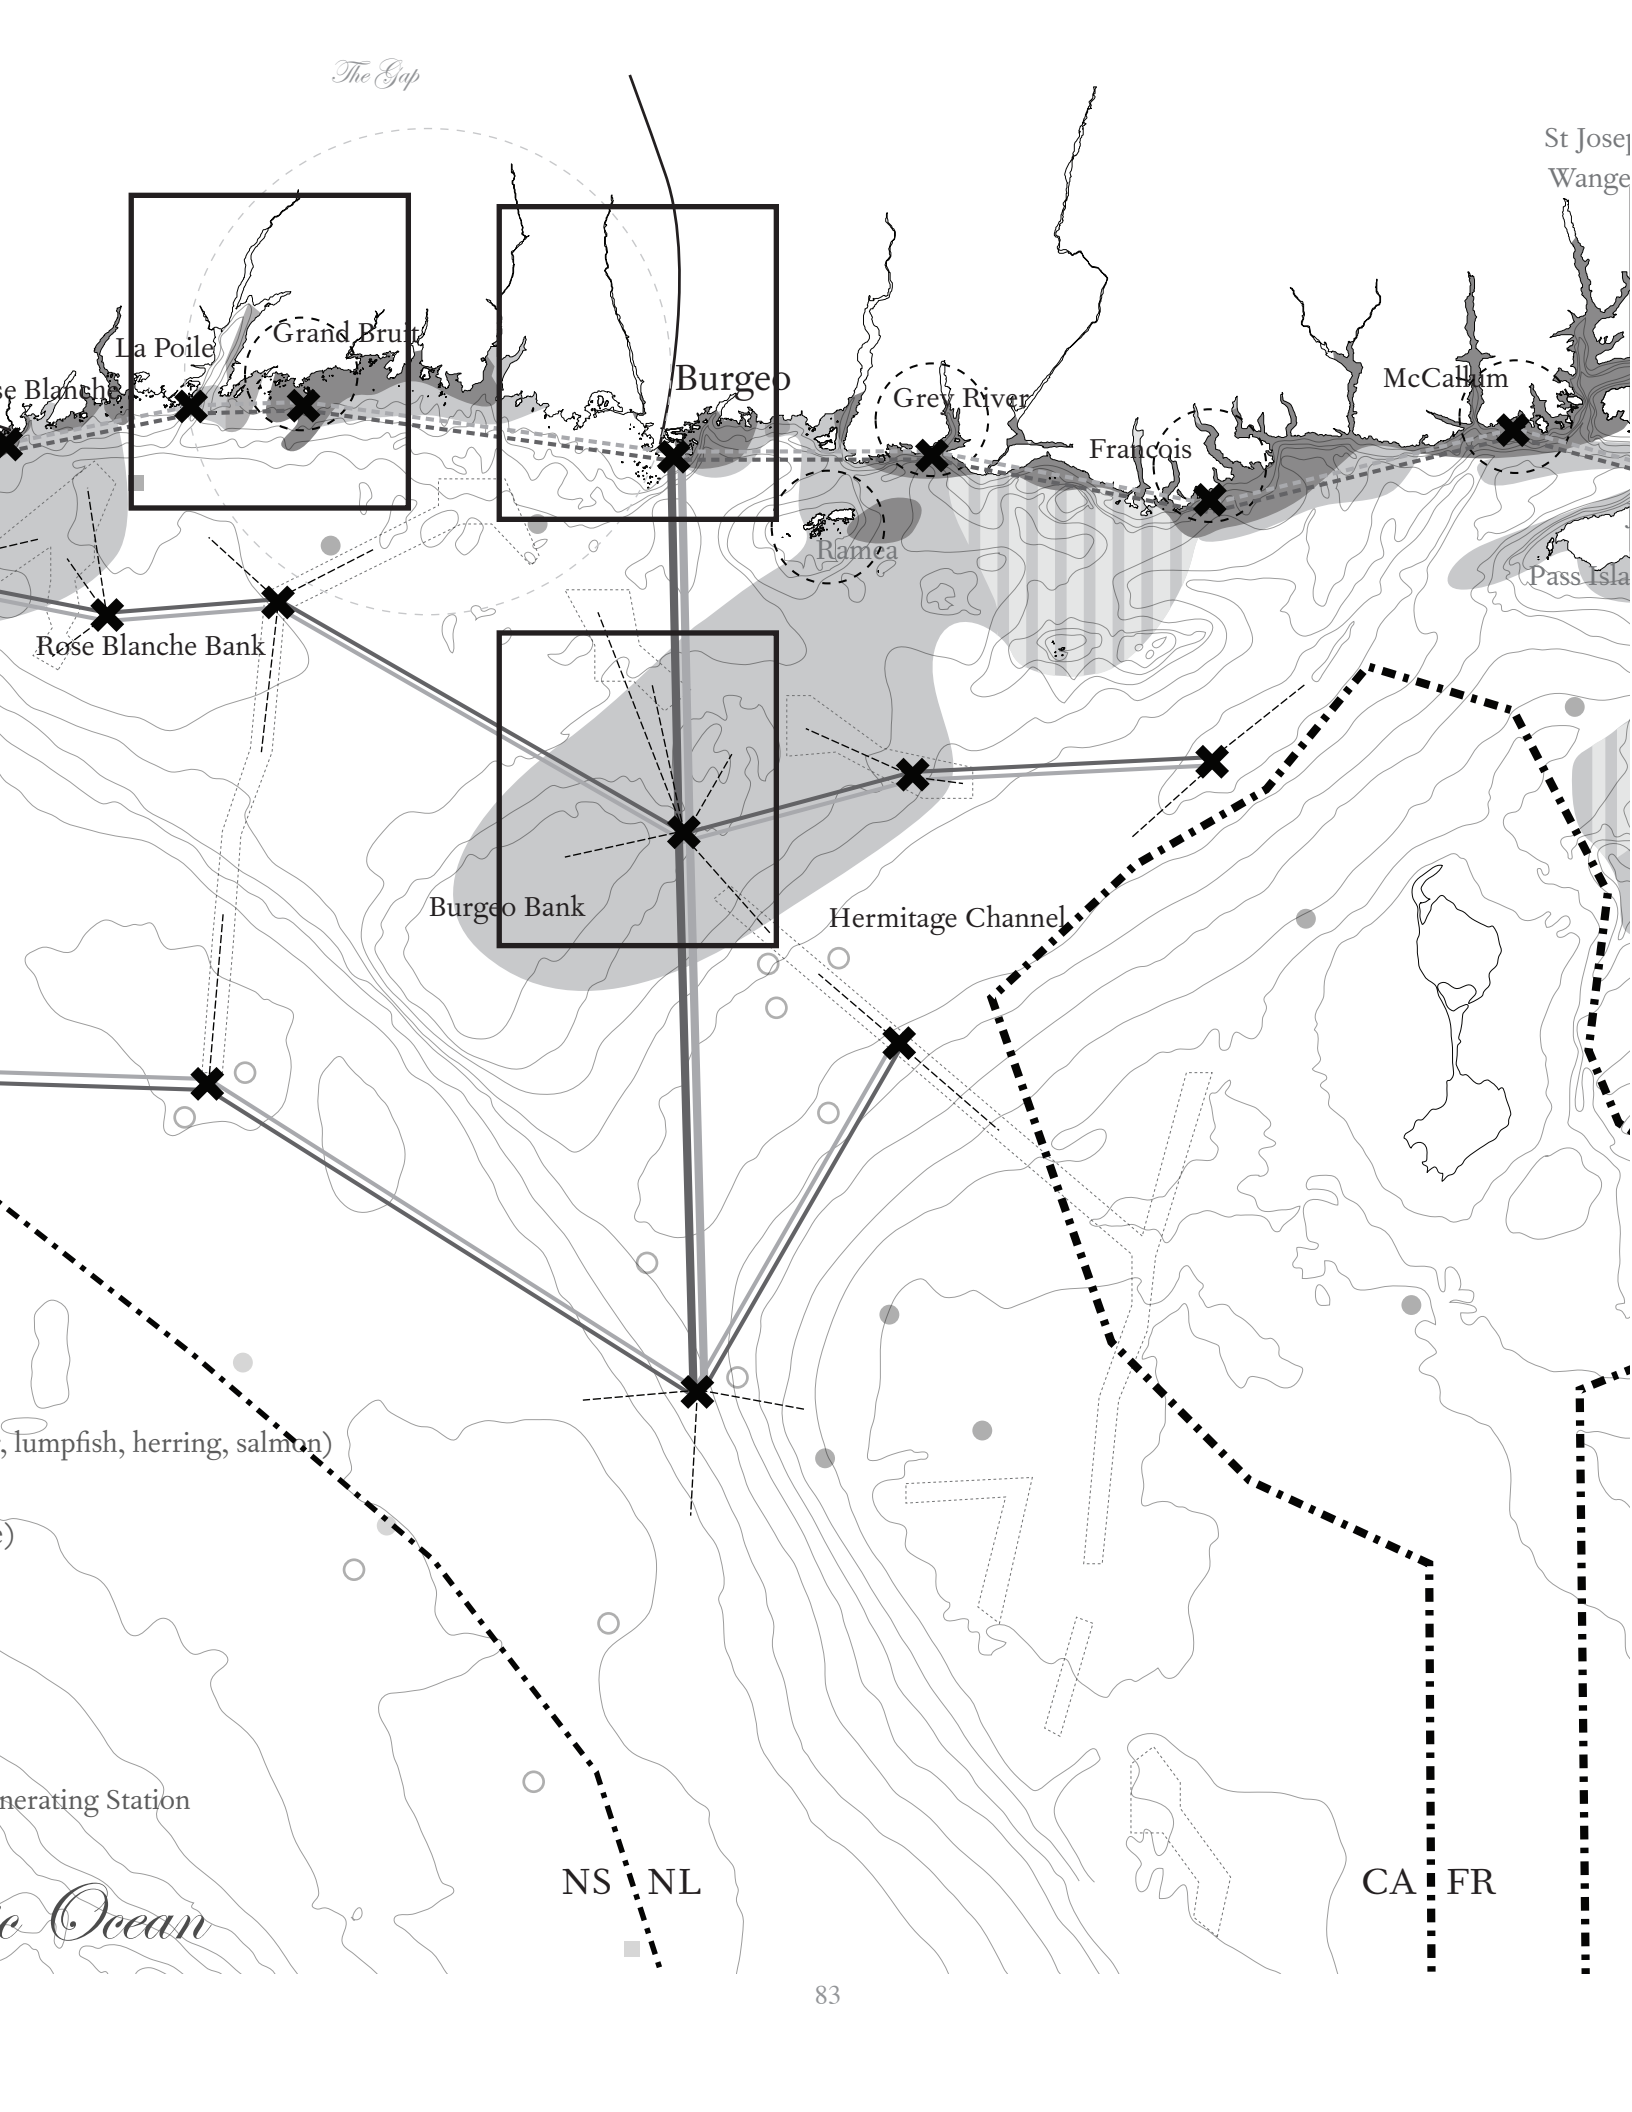 The Gap
St Josep
Wange
Grand Bruit
La Poile
Burgeo
McCallum
se Blanche
Grey River
François
Ramea
Pass Isla
Rose Blanche Bank
Burgeo Bank
Hermitage Channel
, lumpfish, herring, salmon)
e)
nerating Station
NS NL
CA FR
c Ocean
83